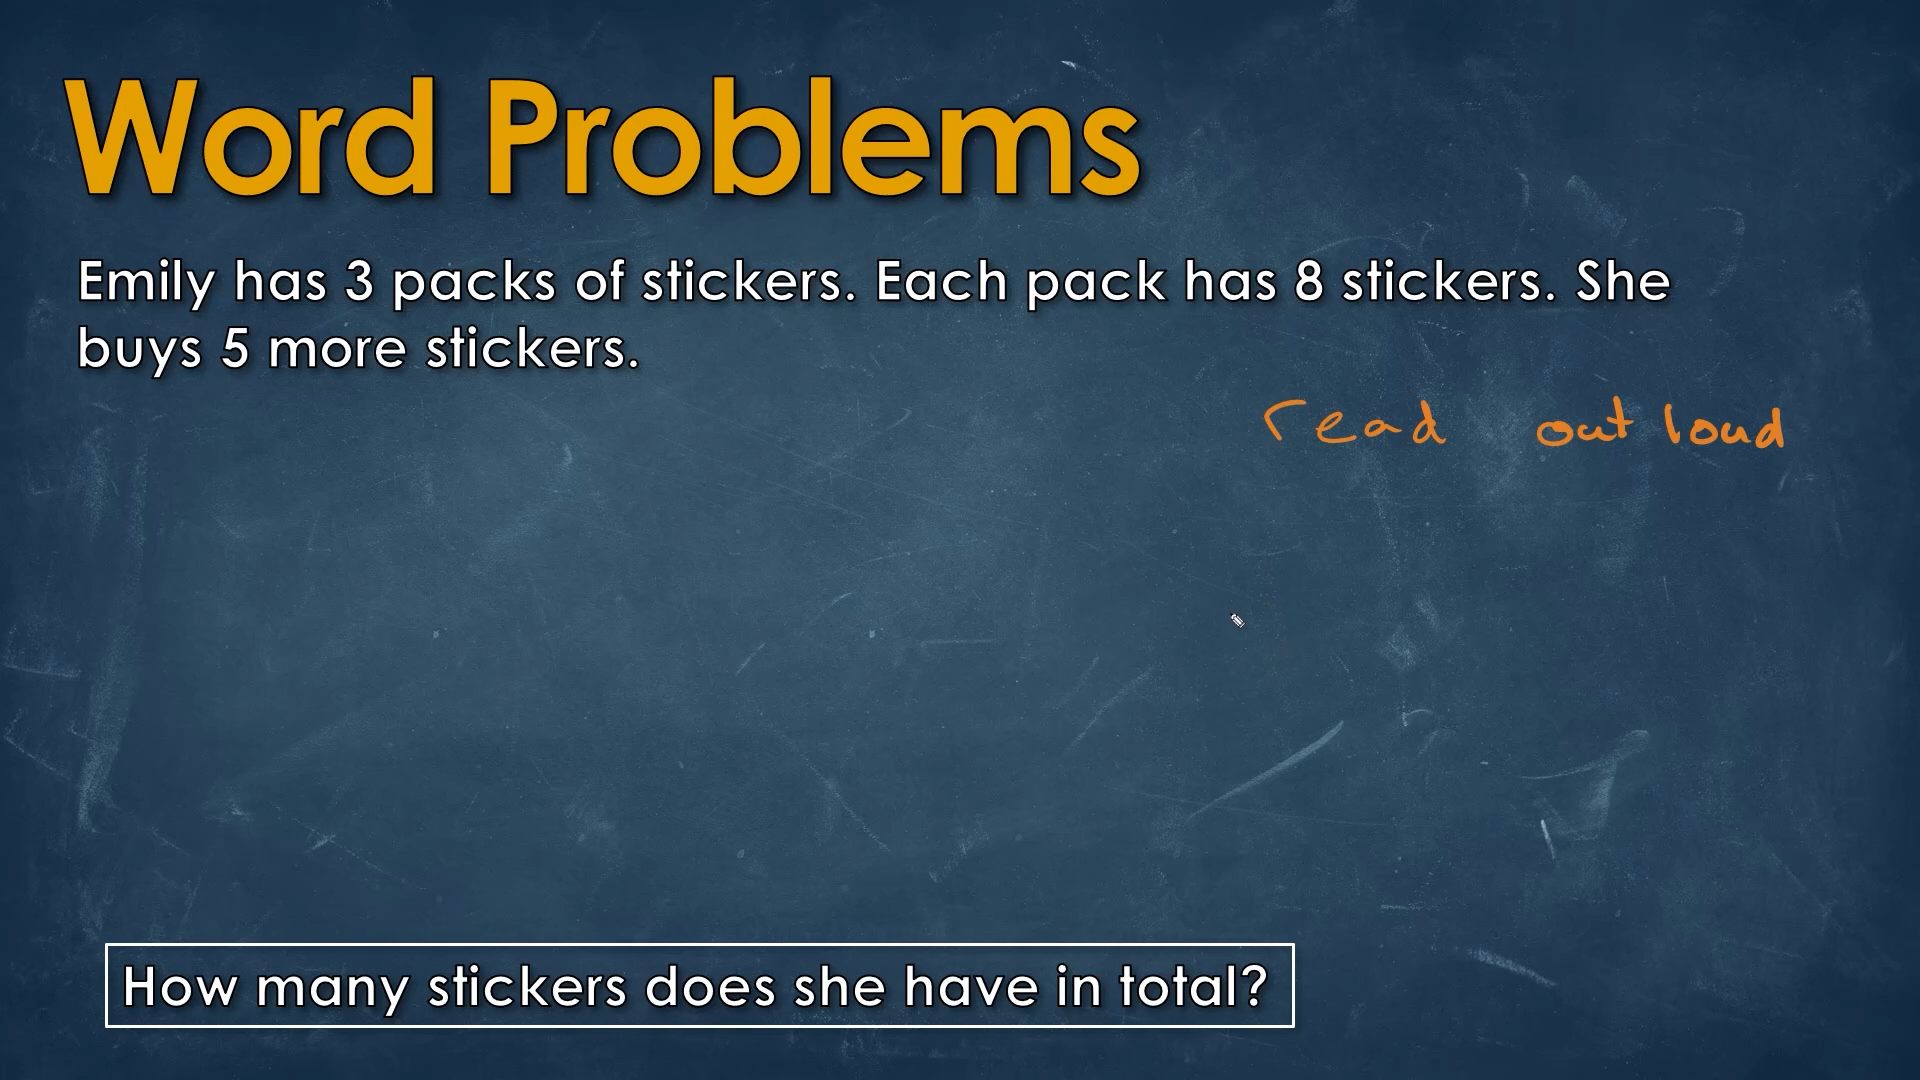 Word Problems
Emily has 3 packs of stickers. Each pack has 8 stickers. She
buys 5 more stickers.
read out loud
How many stickers does she have in total?